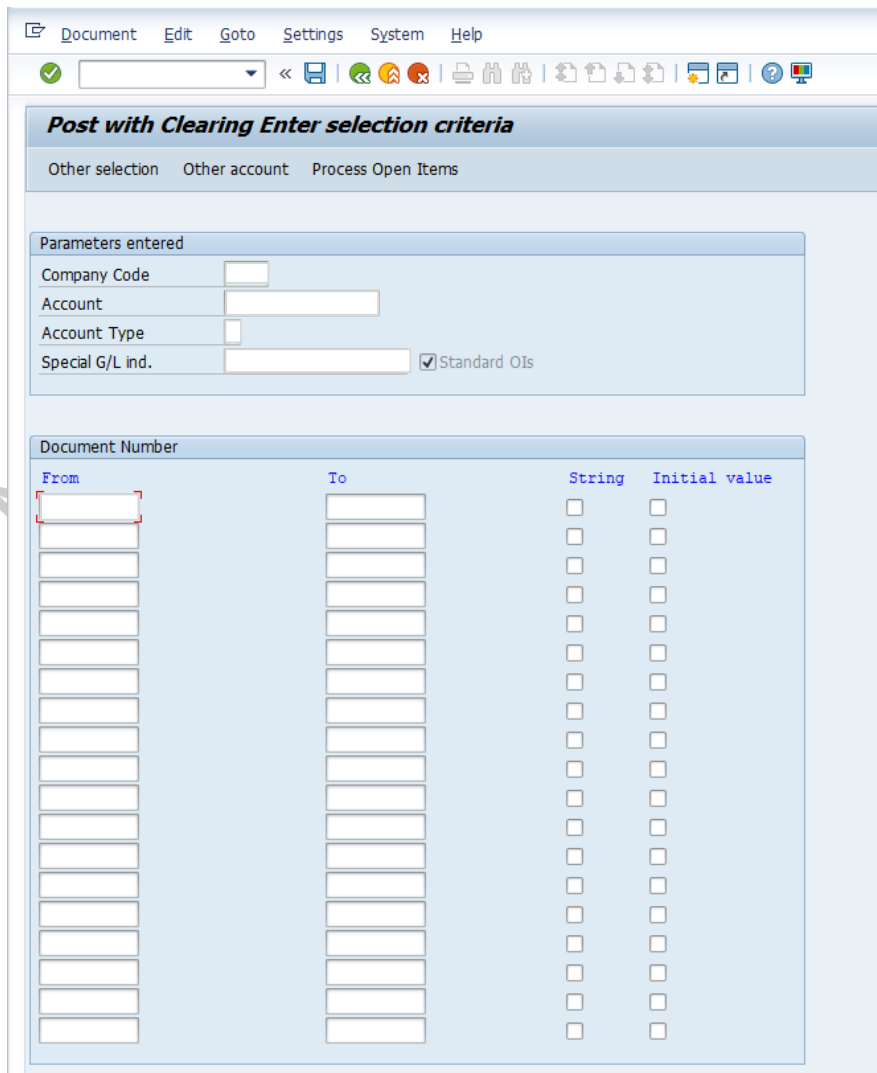 Document Edit Goto Settings System Help
Post with Clearing Enter selection criteria
Other selection Other account Process Open Items
Parameters entered
Company Code
Account
Account Type
Special G/L ind. Standard OIs
Document Number
From To String Initial value